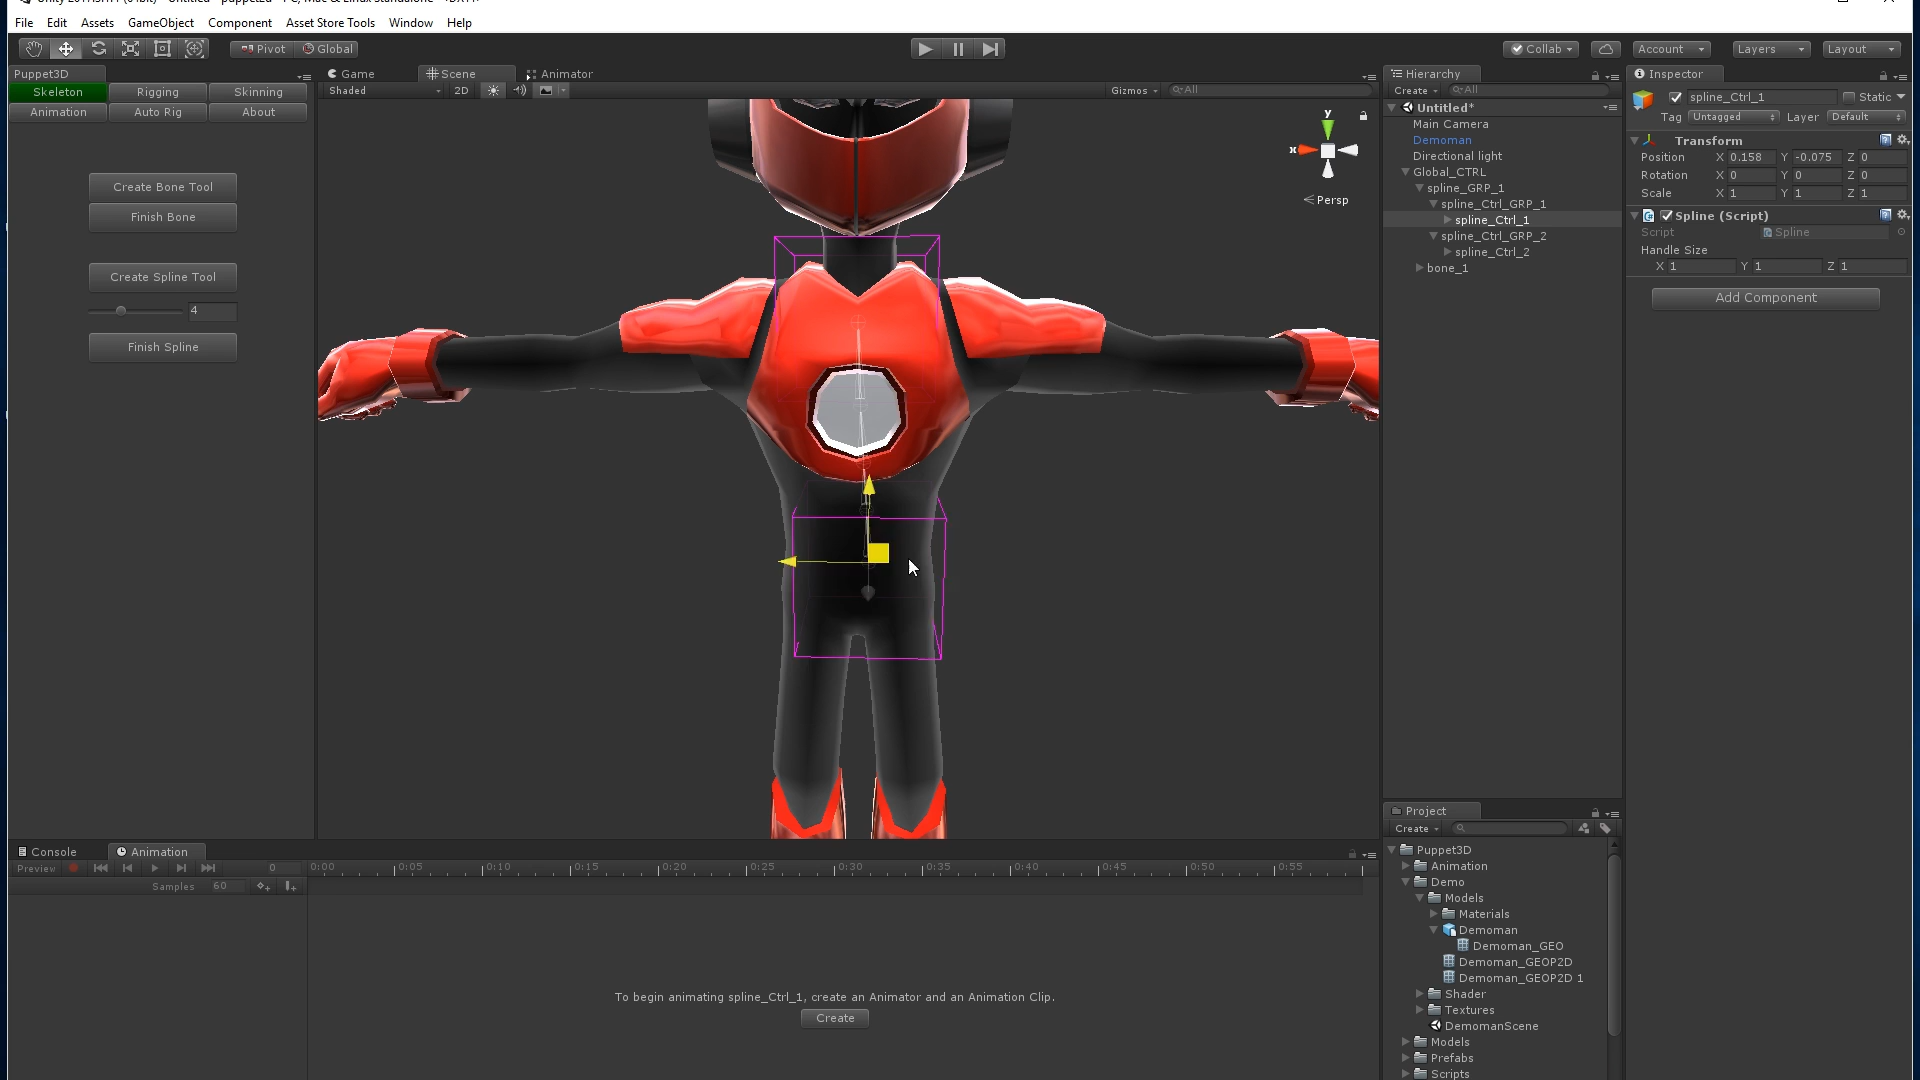 File Edit Assets GameObject Component Asset Store Tools Window Help
Pivot Global Collab Account Layers Layout
Puppet3D
Skeleton Rigging Skinning
Animation Auto Rig About
Create Bone Tool
Finish Bone
Create Spline Tool
4
Finish Spline
Game Scene Animator
Shaded 2D Gizmos All
y
x
Persp
Hierarchy
Create All
Untitled*
Main Camera
Demoman
Directional light
Global_CTRL
spline_GRP_1
spline_Ctrl_GRP_1
spline_Ctrl_1
spline_Ctrl_GRP_2
spline_Ctrl_2
bone_1
Inspector
spline_Ctrl_1 Static
Tag Untagged Layer Default
Transform
Position X 0.158 Y -0.075 Z 0
Rotation X 0 Y 0 Z 0
Scale X 1 Y 1 Z 1
Spline (Script)
Script Spline
Handle Size
X 1 Y 1 Z 1
Add Component
Console Animation
Preview 0 0:00 0:05 0:10 0:15 0:20 0:25 0:30 0:35 0:40 0:45 0:50 0:55
Samples 60
To begin animating spline_Ctrl_1, create an Animator and an Animation Clip.
Create
Project
Create
Puppet3D
Animation
Demo
Models
Materials
Demoman
Demoman_GEO
Demoman_GEOP2D
Demoman_GEOP2D 1
Shader
Textures
DemomanScene
Models
Prefabs
Scripts